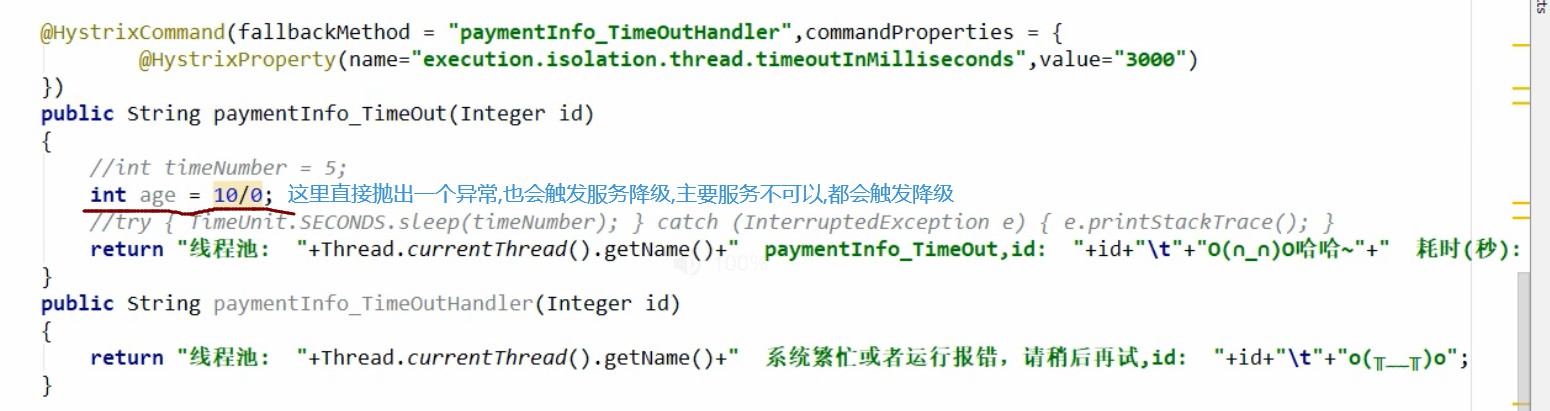 @HystrixCommand(fallbackMethod = "paymentInfo_TimeOutHandler",commandProperties = {
@HystrixProperty(name="execution.isolation.thread.timeoutInMilliseconds",value="3000")
})
public String paymentInfo_TimeOut(Integer id)
{
//int timeNumber = 5;
int age = 10/0; 这里直接抛出一个异常,也会触发服务降级,主要服务不可以,都会触发降级
//try { TimeUnit.SECONDS.sleep(timeNumber); } catch (InterruptedException e) { e.printStackTrace(); }
return "线程池: "+Thread.currentThread().getName()+" paymentInfo_TimeOut,id: "+id+"\t"+"O(∩_∩)O哈哈~"+" 耗时(秒):
100%
}
public String paymentInfo_TimeOutHandler(Integer id)
{
return "线程池: "+Thread.currentThread().getName()+" 系统繁忙或者运行报错，请稍后再试,id: "+id+"\t"+"o(╥﹏╥)o";
}